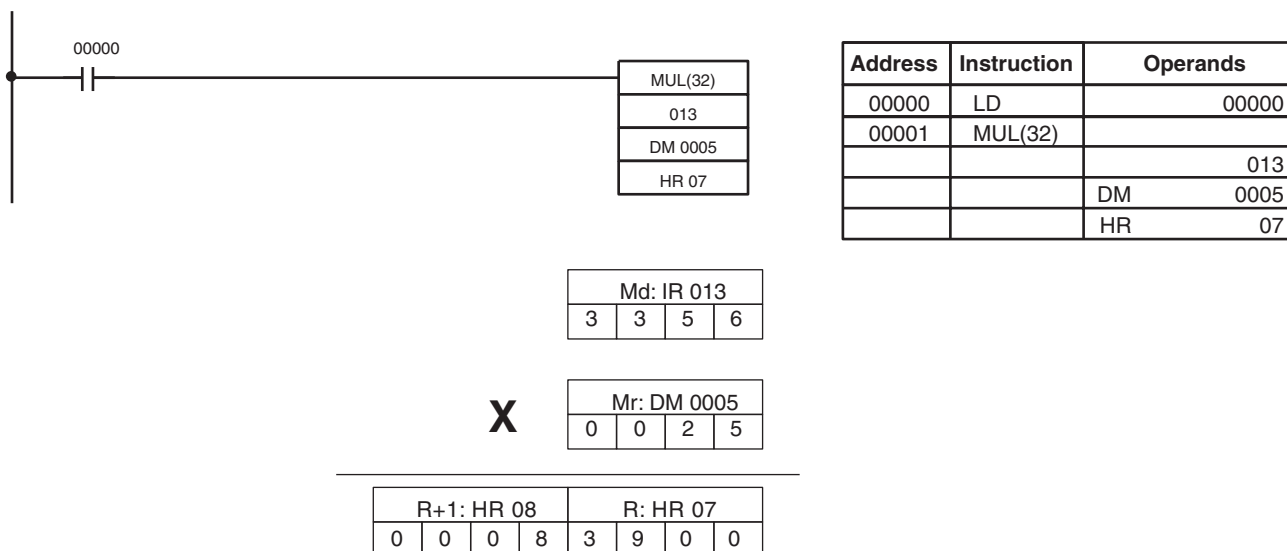 00000
MUL(32)
013
DM 0005
HR 07
Address Instruction Operands
00000 LD 00000
00001 MUL(32)
013
DM 0005
HR 07
Md: IR 013
3 3 5 6
X
Mr: DM 0005
0 0 2 5
R+1: HR 08 R: HR 07
0 0 0 8 3 9 0 0